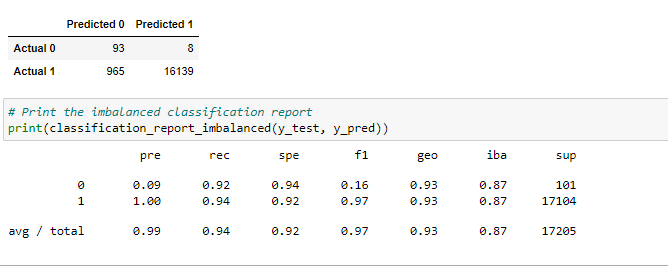 Predicted 0 Predicted 1
Actual 0 93 8
Actual 1 965 16139
# Print the imbalanced classification report
print(classification_report_imbalanced(y_test, y_pred))
pre rec spe f1 geo iba sup
0 0.09 0.92 0.94 0.16 0.93 0.87 101
1 1.00 0.94 0.92 0.97 0.93 0.87 17104
avg / total 0.99 0.94 0.92 0.97 0.93 0.87 17205